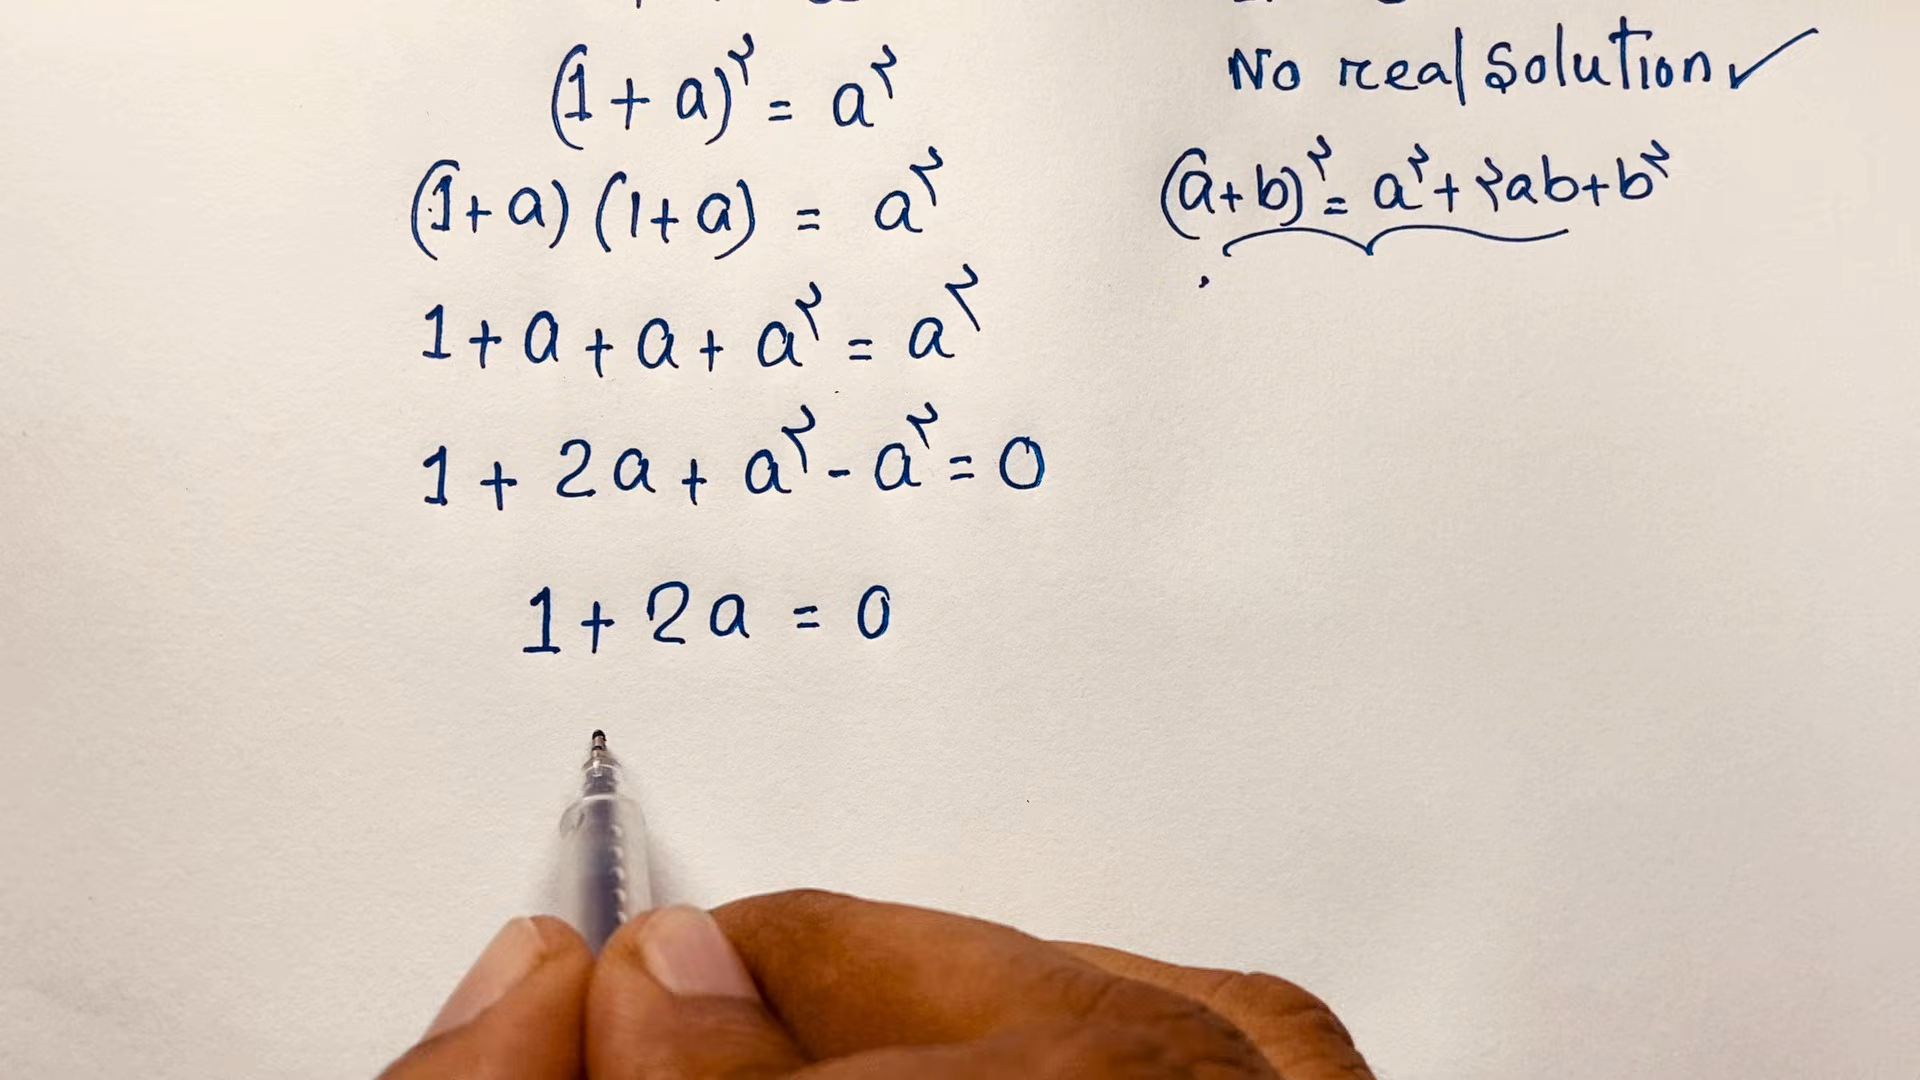 (1 + a)² = a²
(1+a) (1+a) = a²
1 + a + a + a² = a²
1 + 2a + a² - a² = 0
1 + 2a = 0
No real solution ✓
(a+b)² = a² + 2ab + b²